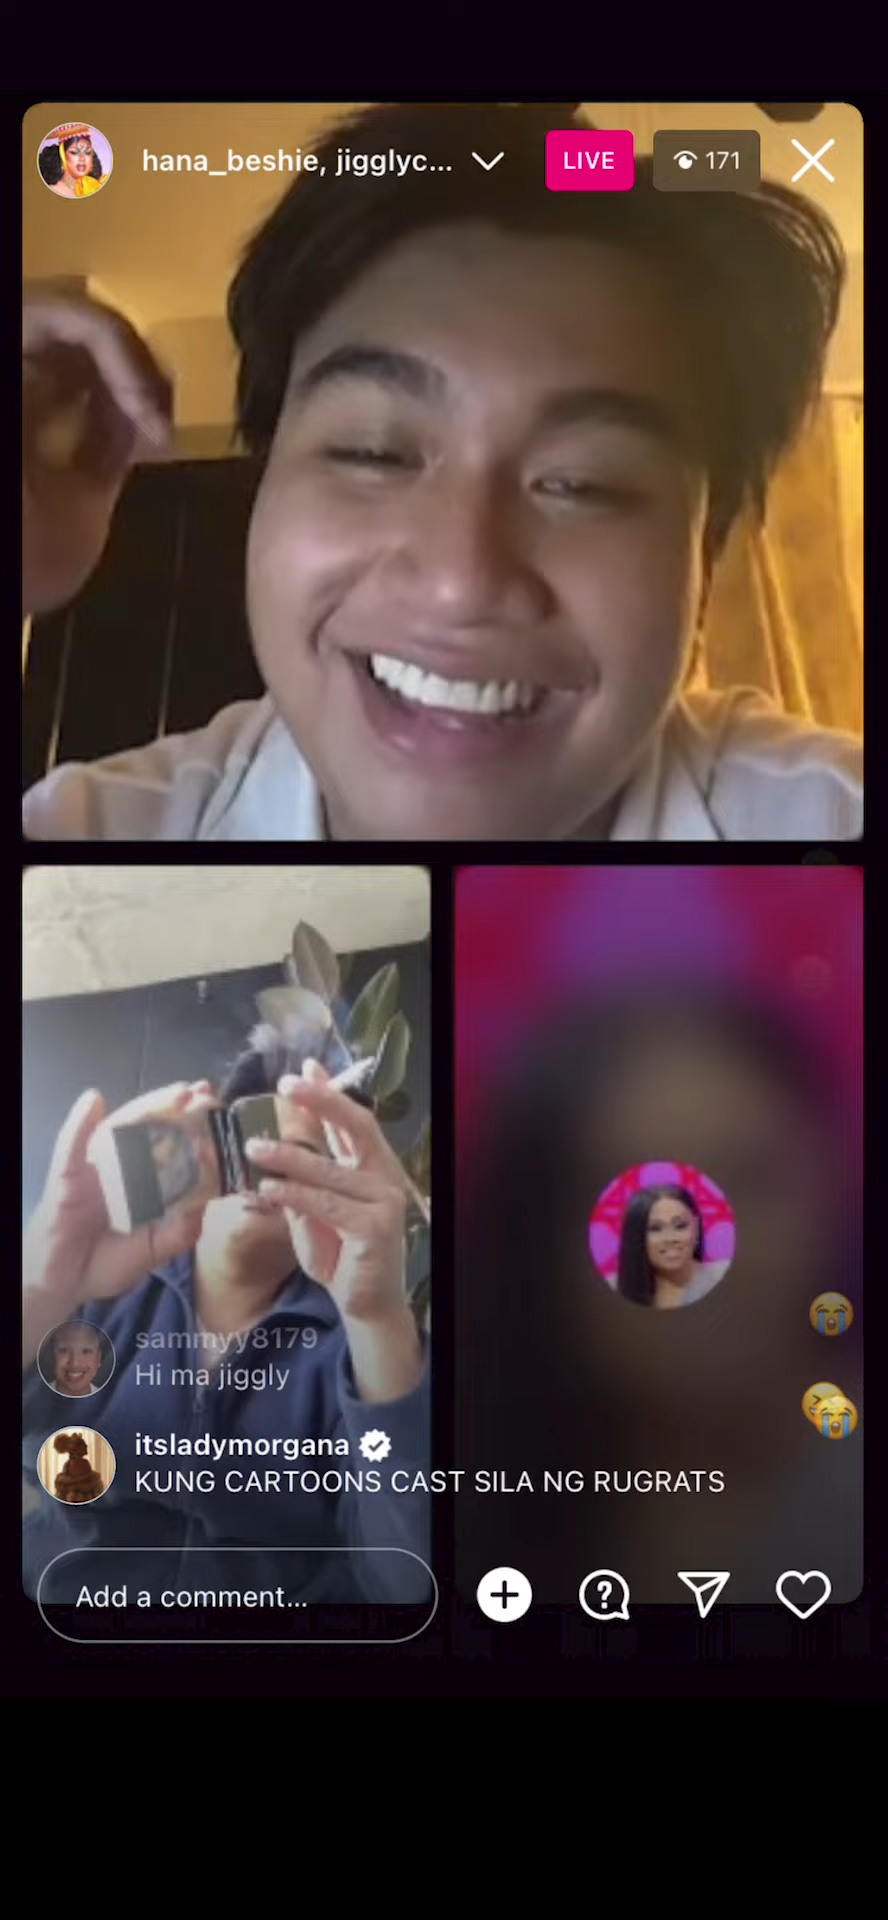 hana_beshie, jigglyc...
LIVE
171
sammyy8179
Hi ma jiggly
itsladymorgana
KUNG CARTOONS CAST SILA NG RUGRATS
Add a comment...